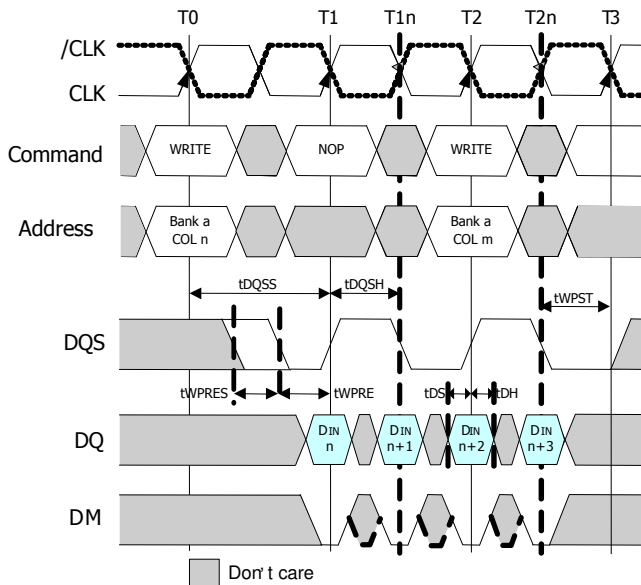 T0 T1 T1n T2 T2n T3
/CLK
CLK
Command
WRITE NOP WRITE
Address
Bank a
COL n
Bank a
COL m
tDQSS tDQSH tWPST
DQS
tWPRES tWPRE tDS tDH
DQ
DIN
n
DIN
n+1
DIN
n+2
DIN
n+3
DM
Don't care